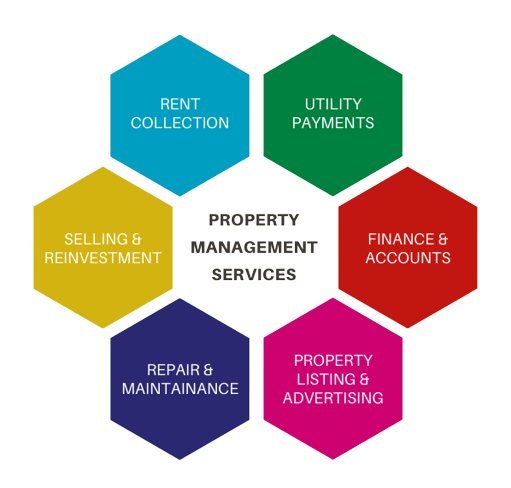 RENT
COLLECTION
UTILITY
PAYMENTS
SELLING &
REINVESTMENT
PROPERTY
MANAGEMENT
SERVICES
FINANCE &
ACCOUNTS
REPAIR &
MAINTAINANCE
PROPERTY
LISTING &
ADVERTISING